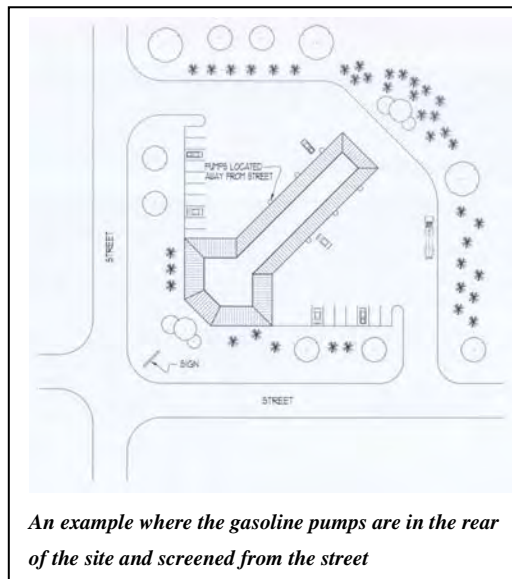 PUMPS LOCATED
AWAY FROM STREET
STREET
SIGN
STREET
An example where the gasoline pumps are in the rear
of the site and screened from the street